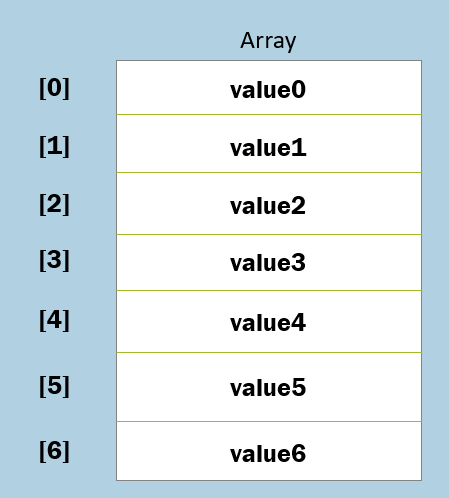 Array
[0] value0
[1] value1
[2] value2
[3] value3
[4] value4
[5] value5
[6] value6